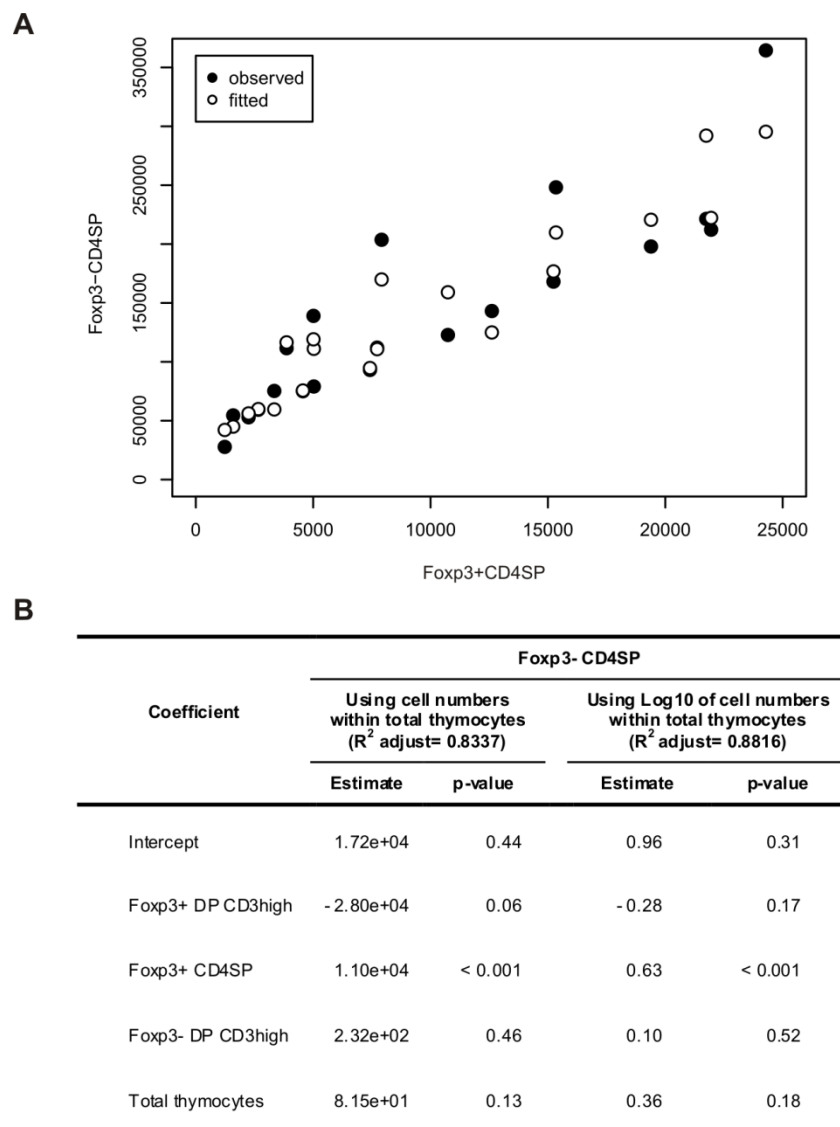 A
observed
fitted
Foxp3−CD4SP
0
50000
150000
250000
350000
0 5000 10000 15000 20000 25000
Foxp3+CD4SP
B
Foxp3- CD4SP
Coefficient
Using cell numbers within total thymocytes (R² adjust= 0.8337)
Using Log10 of cell numbers within total thymocytes (R² adjust= 0.8816)
Estimate p-value Estimate p-value
Intercept 1.72e+04 0.44 0.96 0.31
Foxp3+ DP CD3high - 2.80e+04 0.06 - 0.28 0.17
Foxp3+ CD4SP 1.10e+04 < 0.001 0.63 < 0.001
Foxp3- DP CD3high 2.32e+02 0.46 0.10 0.52
Total thymocytes 8.15e+01 0.13 0.36 0.18